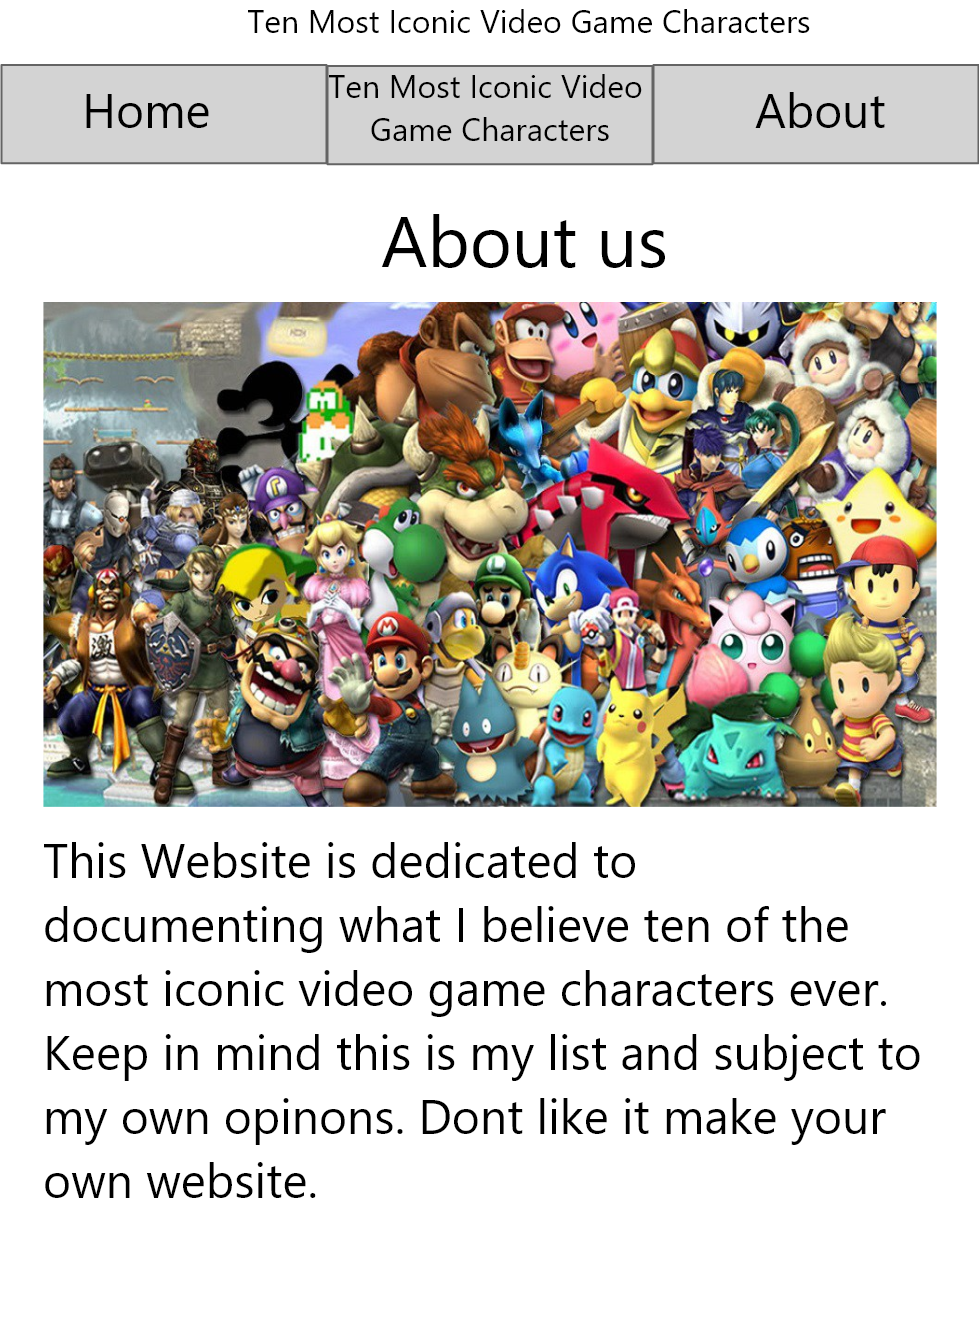 Ten Most Iconic Video Game Characters
Home
Ten Most Iconic Video
Game Characters
About
About us
This Website is dedicated to
documenting what I believe ten of the
most iconic video game characters ever.
Keep in mind this is my list and subject to
my own opinons. Dont like it make your
own website.